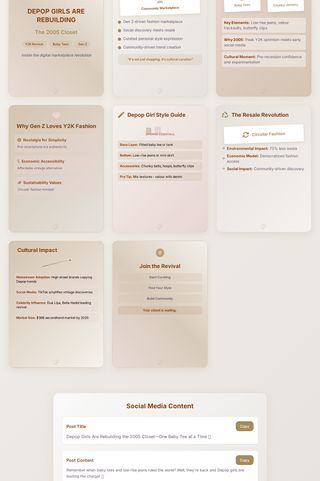 DEPOP GIRLS ARE
REBUILDING
The 2005 Closet
Y2K Revival
Baby Tees
Gen Z
Inside the digital marketplace revolution
Community Marketplace
Gen Z-driven fashion marketplace
Social discovery meets resale
Curated personal style expression
Community-driven trend creation
"It's not just shopping, it's cultural curation"
Key Elements: Low-rise jeans, velour tracksuits, butterfly clips
Why 2005: Peak Y2K optimism meets early social media
Cultural Moment: Pre-recession confidence and experimentation
Why Gen Z Loves Y2K Fashion
Nostalgia for Simplicity
Pre-smartphone authenticity
Economic Accessibility
Affordable vintage alternative
Sustainability Values
Circular fashion mindset
Depop Girl Style Guide
Base Layer: Fitted baby tee or tank
Bottom: Low-rise jeans or mini skirt
Accessories: Chunky belts, hoops, butterfly clips
Pro Tip: Mix textures - velour with denim
The Resale Revolution
Circular Fashion
Environmental Impact: 73% less waste
Economic Model: Democratized fashion access
Social Impact: Community-driven discovery
Cultural Impact
Mainstream Adoption: High street brands copying Depop trends
Social Media: TikTok amplifies vintage discoveries
Celebrity Influence: Dua Lipa, Bella Hadid leading revival
Market Size: $30B secondhand market by 2025
Join the Revival
Start Curating
Find Your Style
Build Community
Your closet is waiting
Social Media Content
Post Title
Copy
Depop Girls Are Rebuilding the 2005 Closet—One Baby Tee at a Time
Post Content
Copy
Remember when baby tees and low-rise jeans ruled the world? Well, they're back and Depop girls are
leading the charge!